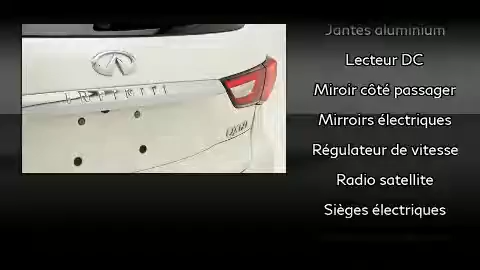 INFINITI
Jantes aluminium
Lecteur DC
Miroir côté passager
Mirroirs électriques
Régulateur de vitesse
Radio satellite
Sièges électriques